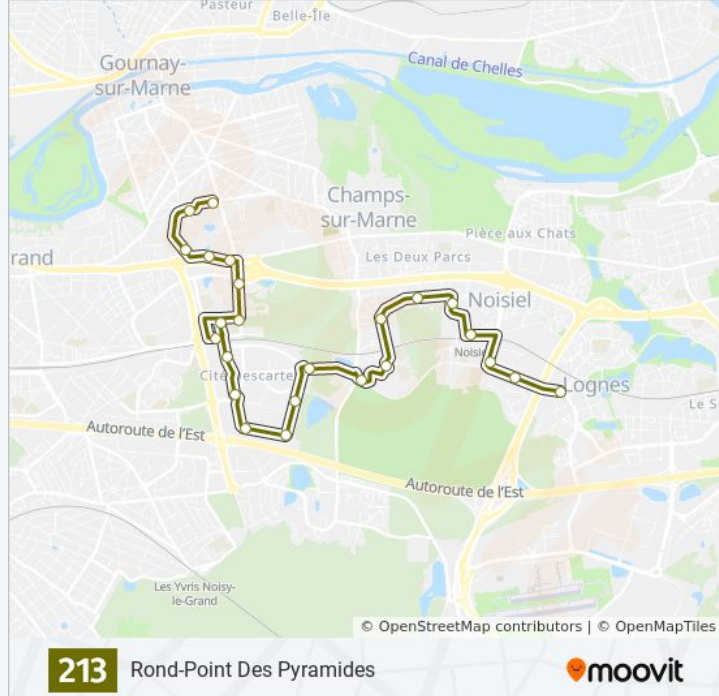 Pasteur
Belle-Île
Gournay-
sur-Marne
Canal de Chelles
Champs-
sur-Marne
Pièce aux Chats
rand
Les Deux Parcs
Noisiel
Noisie
Cité Descarte
Lognes
Le S
Autoroute de l'Est
Autoroute de l'Est
Les Yvris Noisy-
le-Grand
© OpenStreetMap contributors | © OpenMapTiles
213 Rond-Point Des Pyramides
moovit